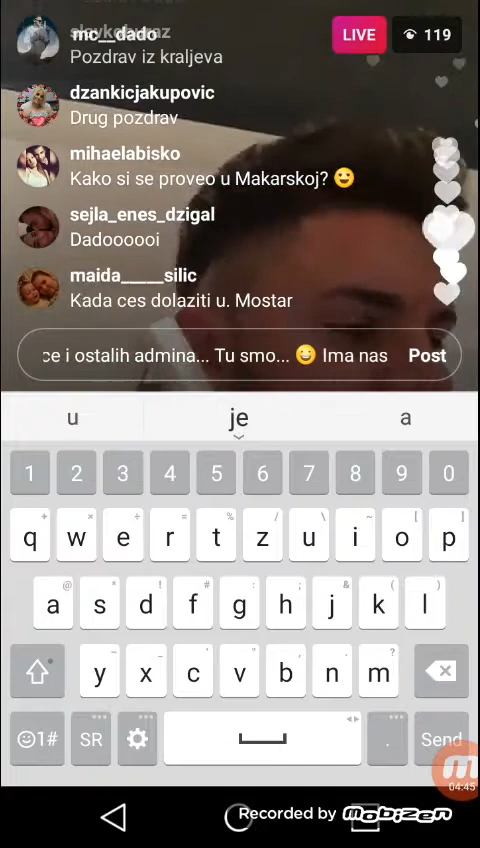 mc__dado
LIVE
119
Pozdrav iz kraljeva
dzankicjakupovic
Drug pozdrav
mihaelabisko
Kako si se proveo u Makarskoj? 😃
sejla_enes_dzigal
Dadoooooi
maida_____silic
Kada ces dolaziti u. Mostar
ce i ostalih admina... Tu smo... 😃 Ima nas
Post
u je a
1 2 3 4 5 6 7 8 9 0
q w e r t z u i o p
a s d f g h j k l
y x c v b n m
1# SR . Send
04:45
Recorded by Mobizen